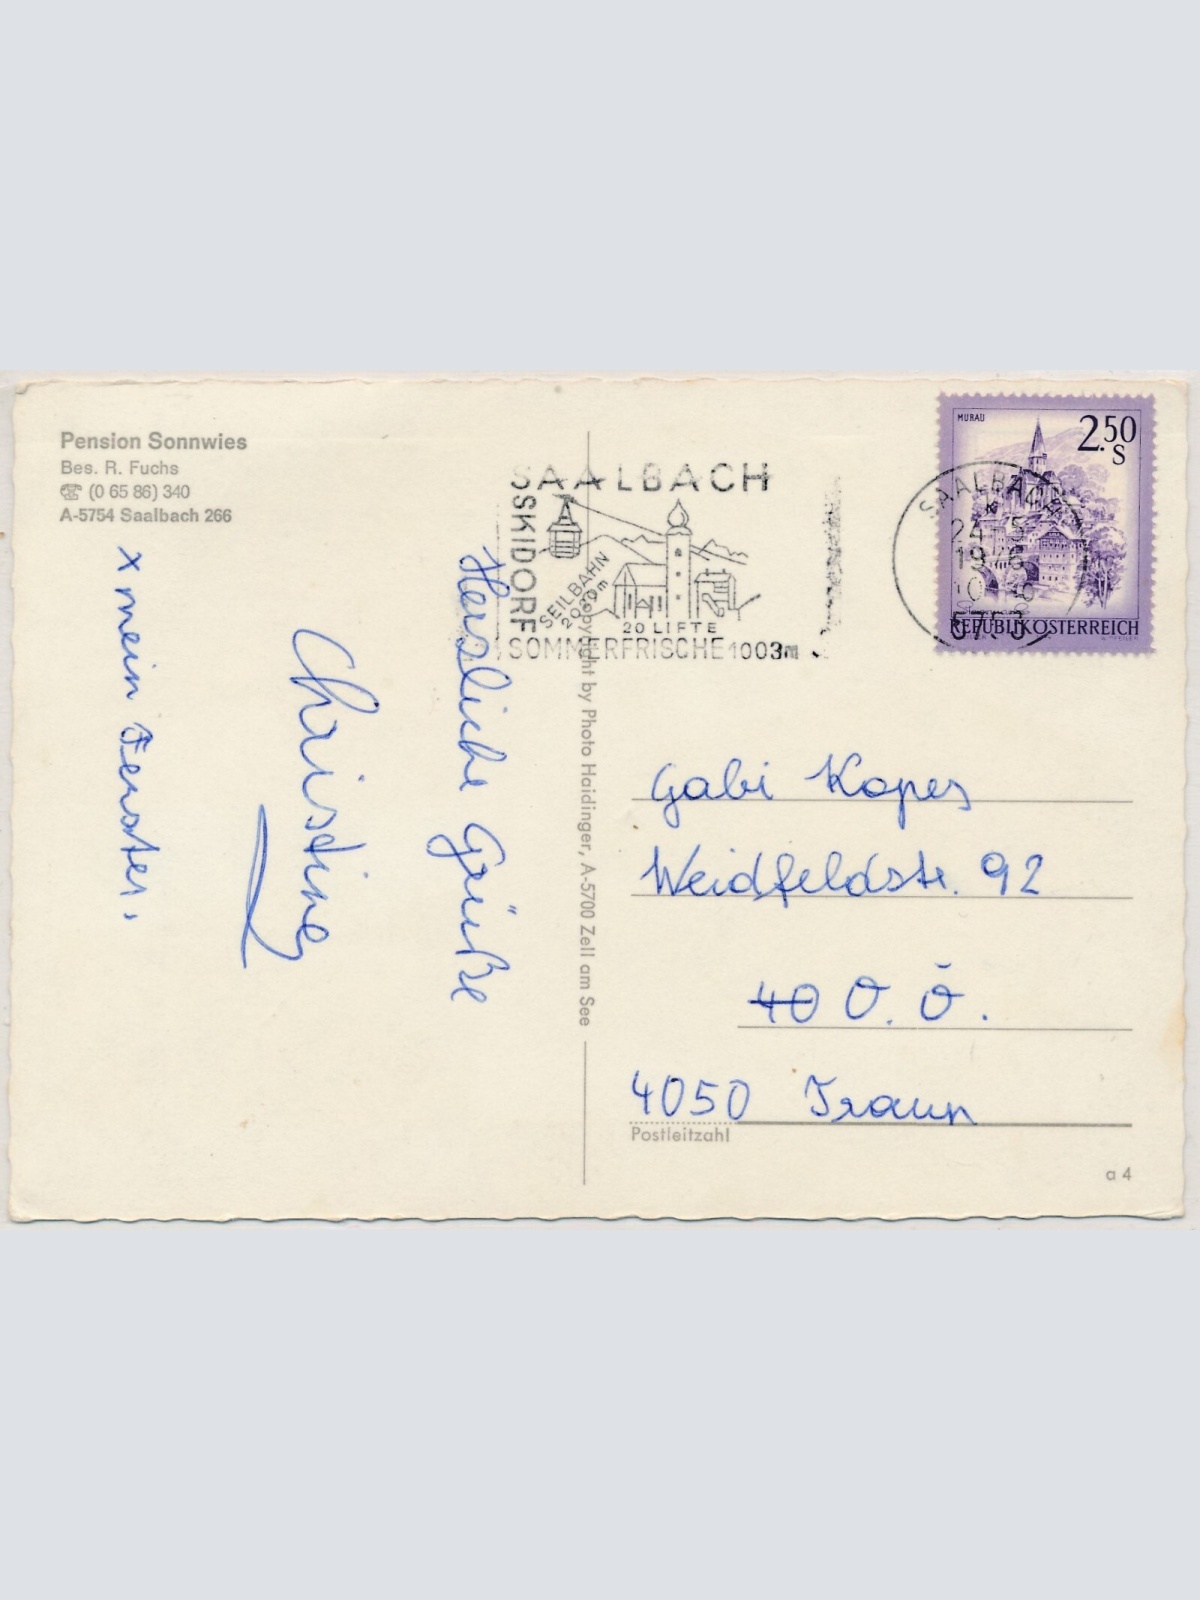 Pension Sonnwies
Bes. R. Fuchs
☎ (0 65 86) 340
A-5754 Saalbach 266
x mein Fenster.
Christine
Herzliche Grüße
SAALBACH
SKIDORF
SEILBAHN
20 LIFTE
SOMMERFRISCHE 1003m
Copyright by Photo Haidinger, A-5700 Zell am See
MURAU
2.50
S
REPUBLIK ÖSTERREICH
SAALBACH
Gabi Kopes
Weidfeldstr. 92
40 O. Ö.
4050 Traun
Postleitzahl
a 4